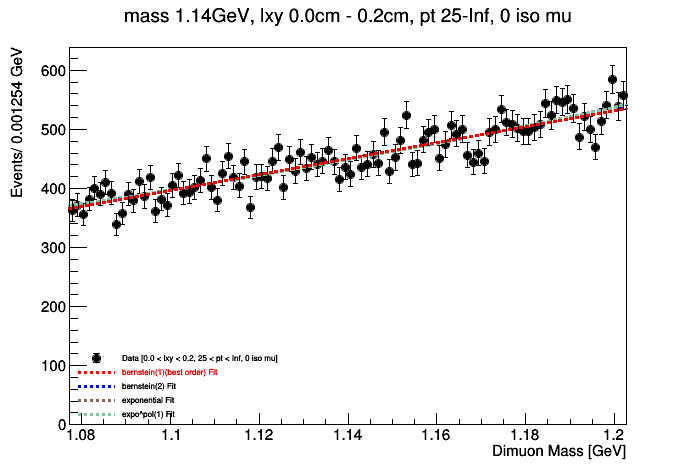 mass 1.14GeV, lxy 0.0cm - 0.2cm, pt 25-Inf, 0 iso mu
Events/ 0.001254 GeV
600
500
400
300
200
100
0
Data [0.0 < lxy < 0.2, 25 < pt < Inf, 0 iso mu]
bernstein(1)(best order) Fit
bernstein(2) Fit
exponential Fit
expo^pol(1) Fit
1.08 1.1 1.12 1.14 1.16 1.18 1.2
Dimuon Mass [GeV]